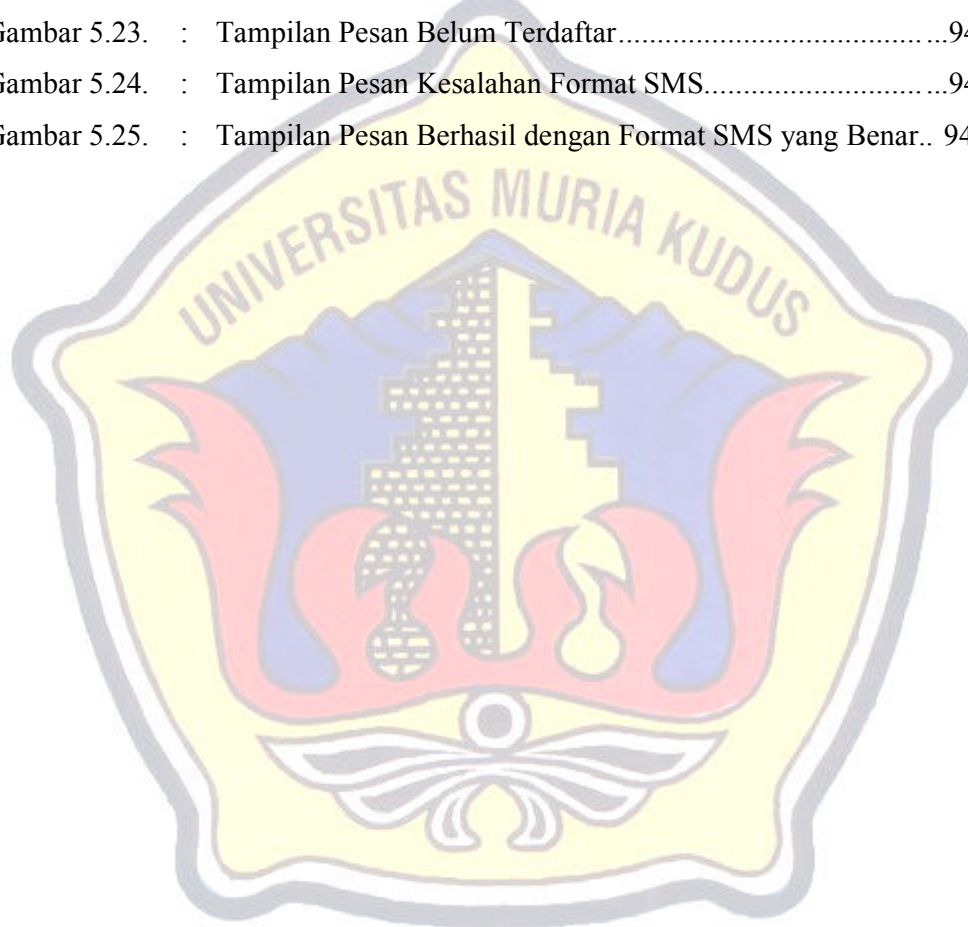 Gambar 5.23. : Tampilan Pesan Belum Terdaftar........................................94
Gambar 5.24. : Tampilan Pesan Kesalahan Format SMS.............................94
Gambar 5.25. : Tampilan Pesan Berhasil dengan Format SMS yang Benar.. 94
UNIVERSITAS MURIA KUDUS